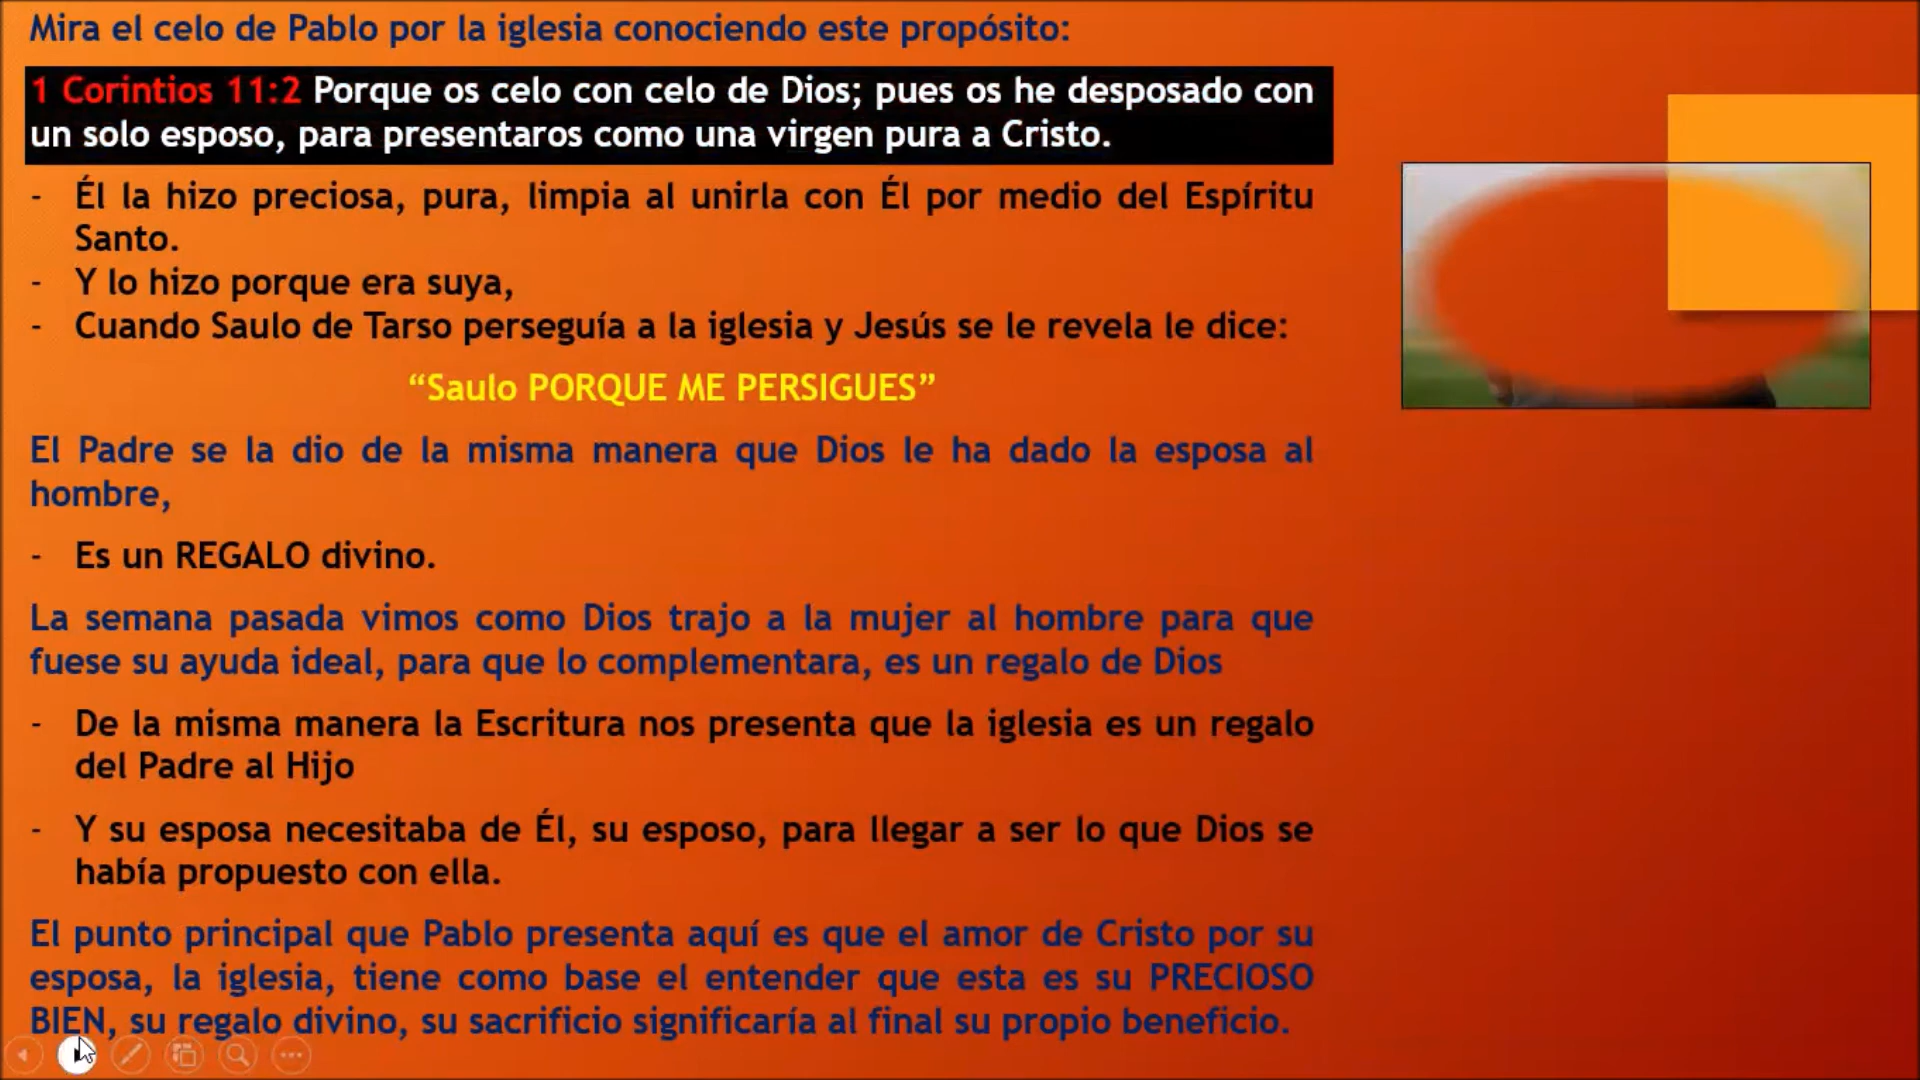 Mira el celo de Pablo por la iglesia conociendo este propósito:
1 Corintios 11:2 Porque os celo con celo de Dios; pues os he desposado con
un solo esposo, para presentaros como una virgen pura a Cristo.
- Él la hizo preciosa, pura, limpia al unirla con Él por medio del Espíritu
Santo.
- Y lo hizo porque era suya,
- Cuando Saulo de Tarso perseguía a la iglesia y Jesús se le revela le dice:
“Saulo PORQUE ME PERSIGUES”
El Padre se la dio de la misma manera que Dios le ha dado la esposa al
hombre,
- Es un REGALO divino.
La semana pasada vimos como Dios trajo a la mujer al hombre para que
fuese su ayuda ideal, para que lo complementara, es un regalo de Dios
- De la misma manera la Escritura nos presenta que la iglesia es un regalo
del Padre al Hijo
- Y su esposa necesitaba de Él, su esposo, para llegar a ser lo que Dios se
había propuesto con ella.
El punto principal que Pablo presenta aquí es que el amor de Cristo por su
esposa, la iglesia, tiene como base el entender que esta es su PRECIOSO
BIEN, su regalo divino, su sacrificio significaría al final su propio beneficio.